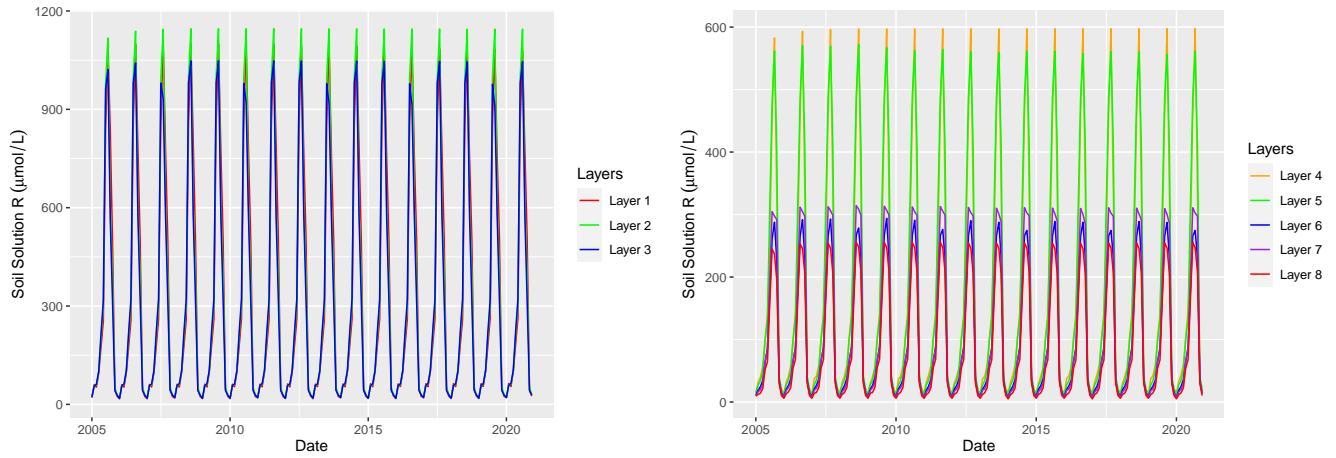 1200
900
600
300
0
Soil Solution R (μmol/L)
2005
2010
2015
2020
Date
Layers
Layer 1
Layer 2
Layer 3
600
400
200
0
Soil Solution R (μmol/L)
2005
2010
2015
2020
Date
Layers
Layer 4
Layer 5
Layer 6
Layer 7
Layer 8